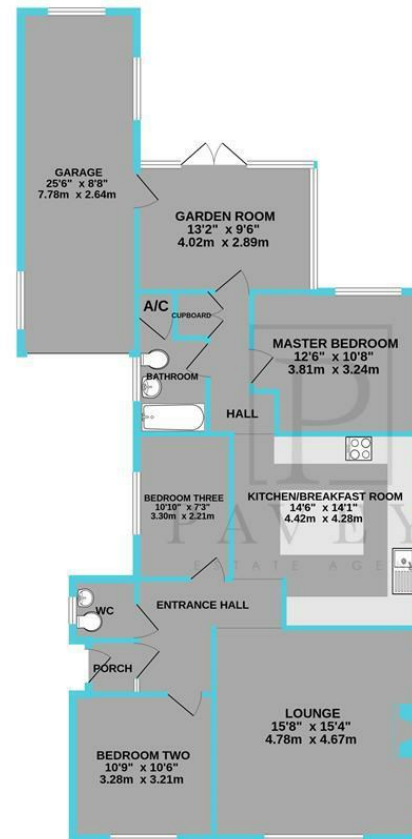 GARAGE
25'6" x 8'8"
7.78m x 2.64m
GARDEN ROOM
13'2" x 9'6"
4.02m x 2.89m
A/C
CUPBOARD
MASTER BEDROOM
12'6" x 10'8"
3.81m x 3.24m
BATHROOM
HALL
BEDROOM THREE
10'10" x 7'3"
3.30m x 2.21m
KITCHEN/BREAKFAST ROOM
14'6" x 14'1"
4.42m x 4.28m
PAVEY
ESTATE AGE
WC
ENTRANCE HALL
PORCH
LOUNGE
15'8" x 15'4"
4.78m x 4.67m
BEDROOM TWO
10'9" x 10'6"
3.28m x 3.21m